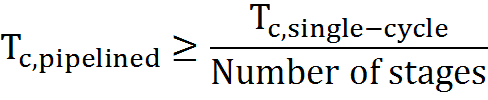 T_c,pipelined ≥ T_c,single−cycle / Number of stages